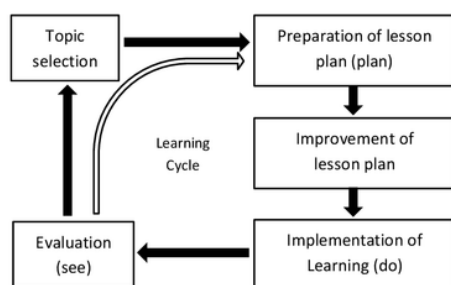 Topic
selection
Preparation of lesson
plan (plan)
Learning
Cycle
Improvement of
lesson plan
Evaluation
(see)
Implementation of
Learning (do)